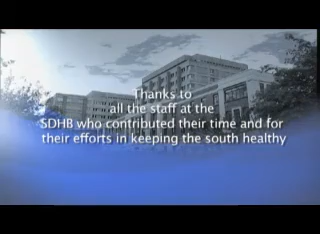 Thanks to
all the staff at the
SDHB who contributed their time and for
their efforts in keeping the south healthy